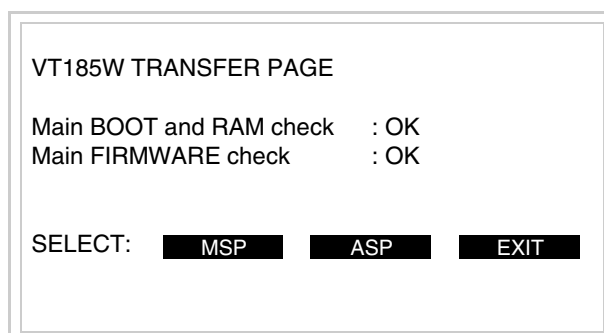 VT185W TRANSFER PAGE
Main BOOT and RAM check : OK
Main FIRMWARE check : OK
SELECT: MSP ASP EXIT